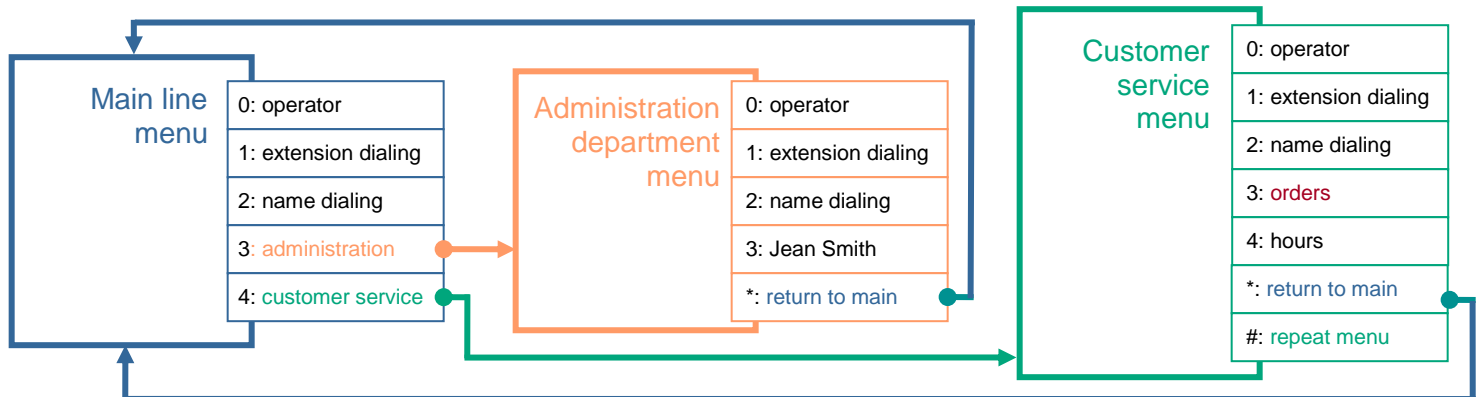 Main line
menu
0: operator
1: extension dialing
2: name dialing
3: administration
4: customer service
Administration
department
menu
0: operator
1: extension dialing
2: name dialing
3: Jean Smith
*: return to main
Customer
service
menu
0: operator
1: extension dialing
2: name dialing
3: orders
4: hours
*: return to main
#: repeat menu